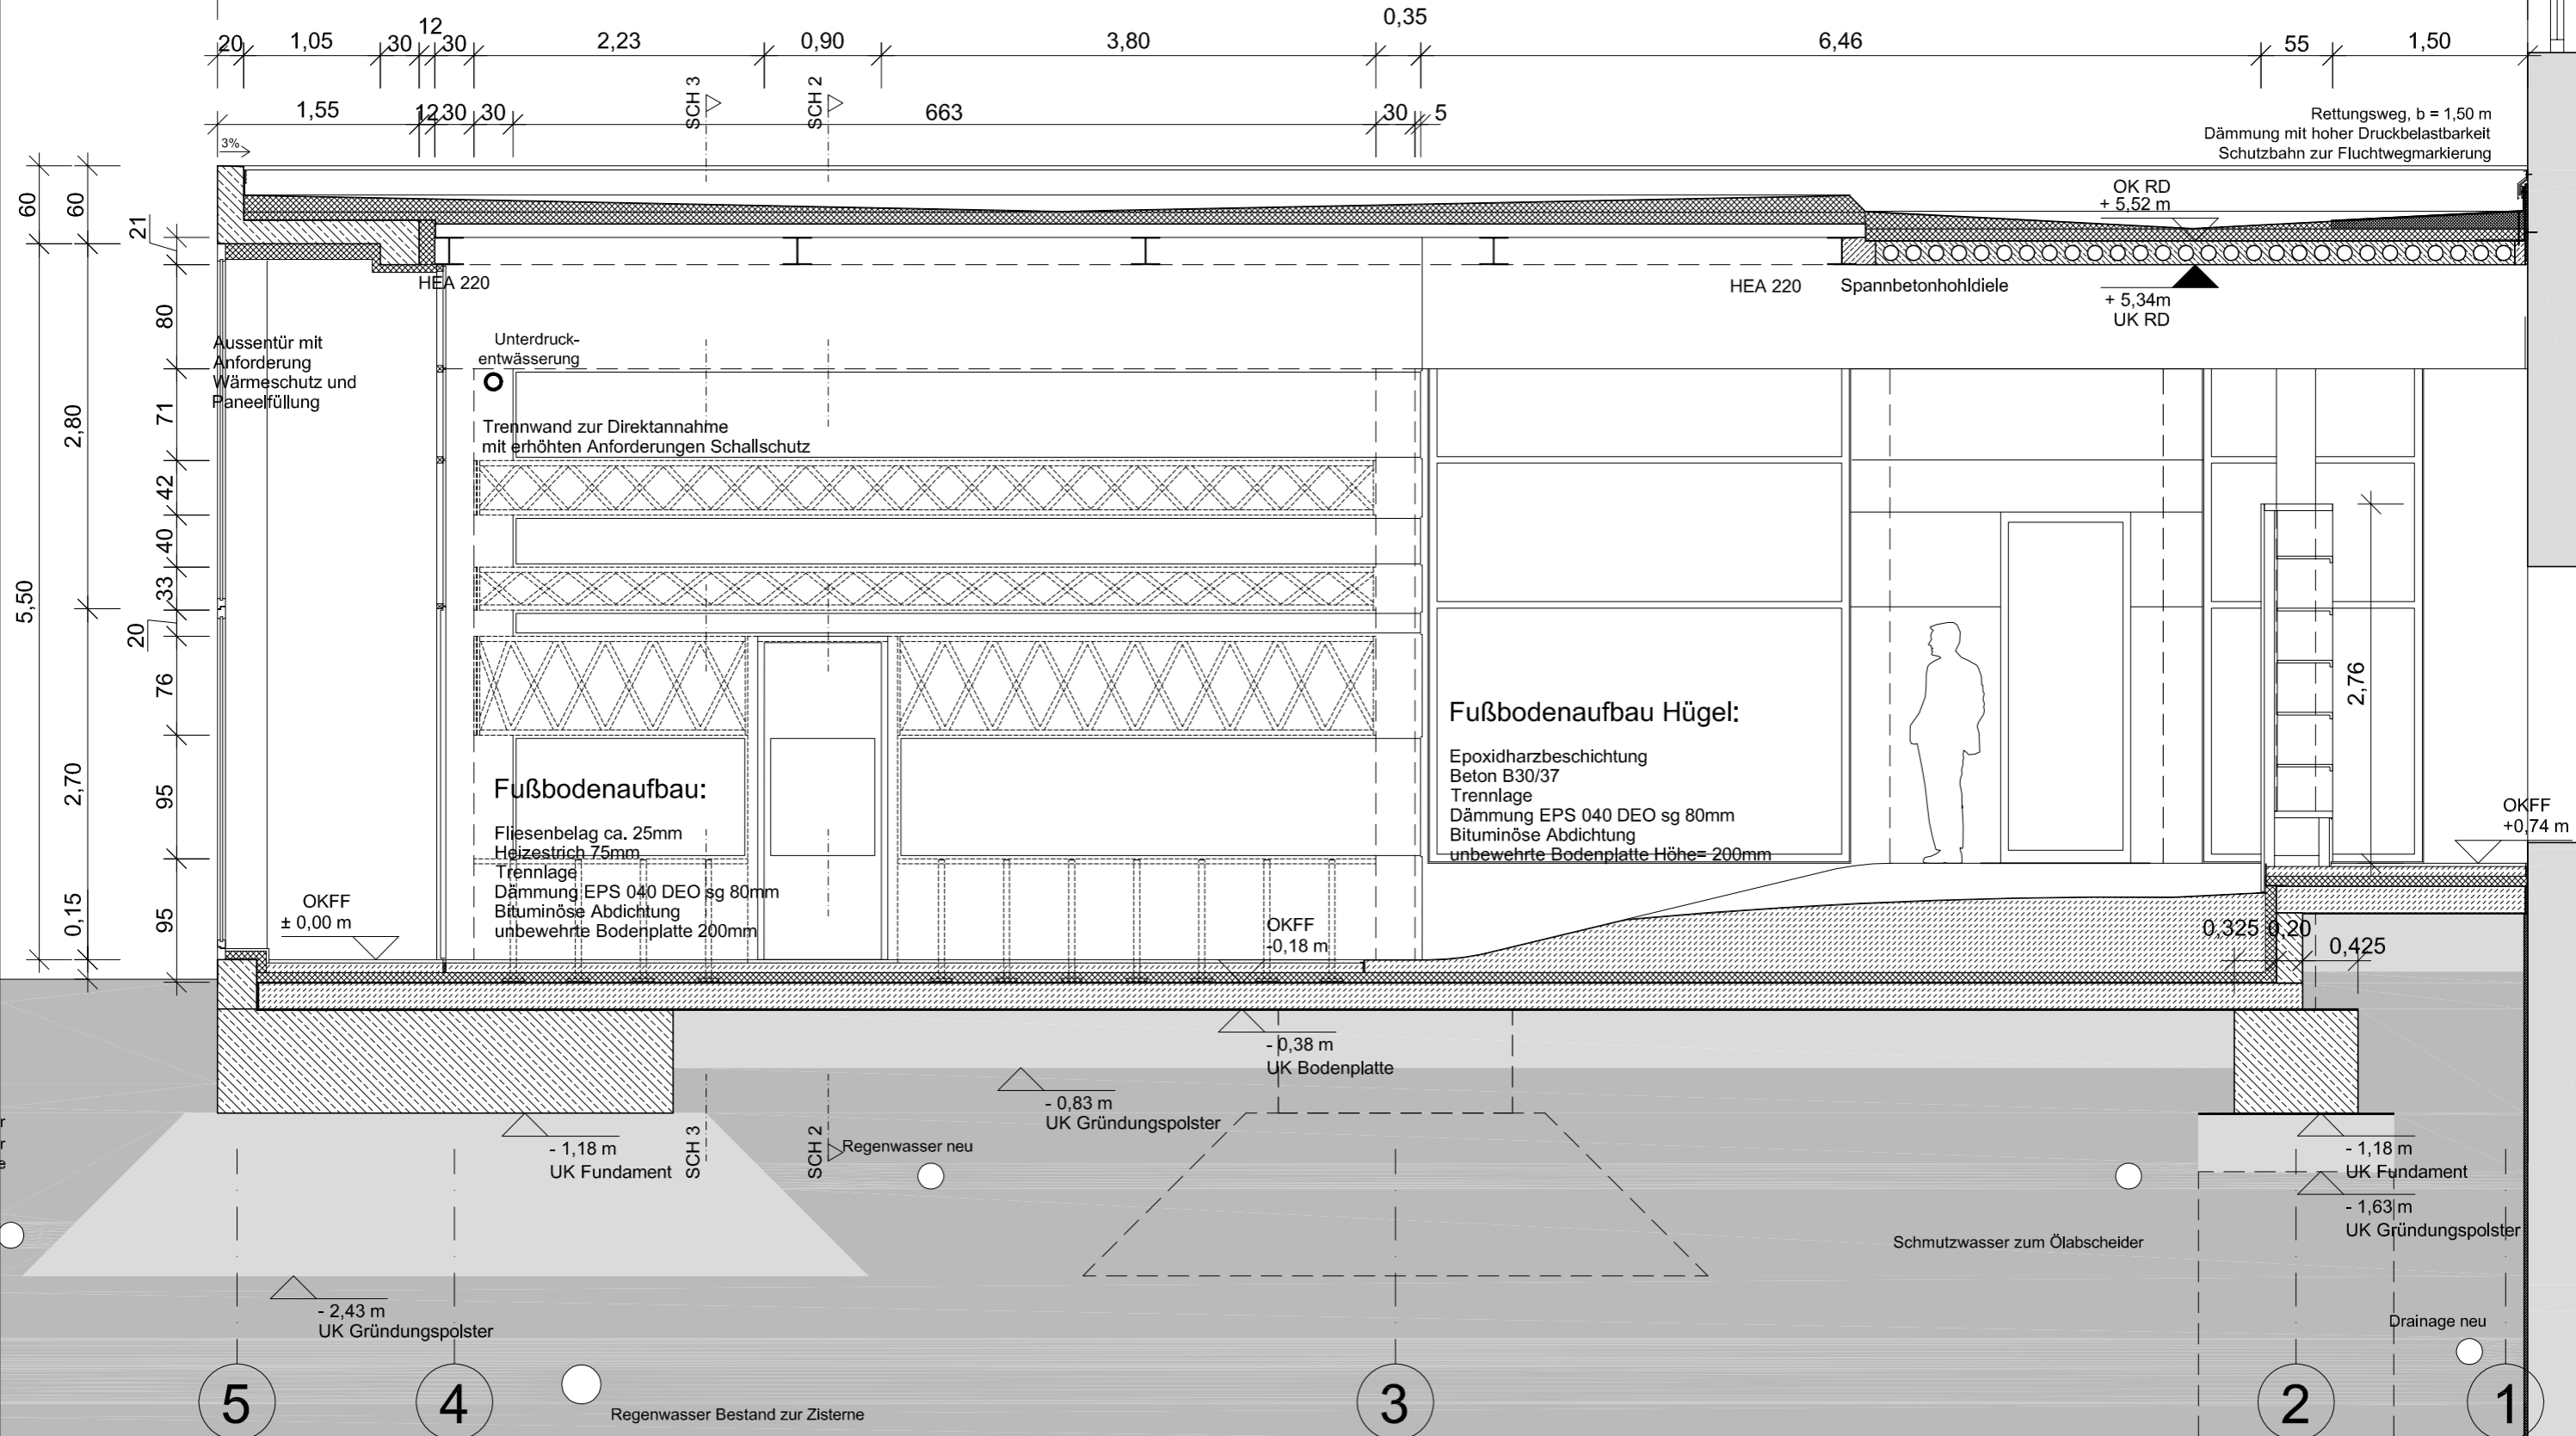 0,35
12
20 1,05 30 30 2,23 0,90 3,80 6,46 55 1,50
SCH 3
SCH 2
1,55 12 30 30 663 30 5
Rettungsweg, b = 1,50 m
Dämmung mit hoher Druckbelastbarkeit
Schutzbahn zur Fluchtwegmarkierung
3%
60
60
21
OK RD
+ 5,52 m
HEA 220
HEA 220
Spannbetonhohldiele
+ 5,34m
UK RD
80
71
42
40
33
20
76
95
95
2,80
2,70
0,15
5,50
Aussentür mit
Anforderung
Wärmeschutz und
Paneelfüllung
Unterdruck-
entwässerung
Trennwand zur Direktannahme
mit erhöhten Anforderungen Schallschutz
2,76
Fußbodenaufbau Hügel:
Epoxidharzbeschichtung
Beton B30/37
Trennlage
Dämmung EPS 040 DEO sg 80mm
Bituminöse Abdichtung
unbewehrte Bodenplatte Höhe= 200mm
Fußbodenaufbau:
Fliesenbelag ca. 25mm
Heizestrich 75mm
Trennlage
Dämmung EPS 040 DEO sg 80mm
Bituminöse Abdichtung
unbewehrte Bodenplatte 200mm
OKFF
+0,74 m
OKFF
± 0,00 m
OKFF
-0,18 m
0,325 0,20
0,425
- 0,38 m
UK Bodenplatte
- 0,83 m
UK Gründungspolster
- 1,18 m
UK Fundament
SCH 3
SCH 2
Regenwasser neu
- 1,18 m
UK Fundament
- 1,63 m
UK Gründungspolster
Schmutzwasser zum Ölabscheider
- 2,43 m
UK Gründungspolster
Drainage neu
Regenwasser Bestand zur Zisterne
5 4 3 2 1
r
r
e